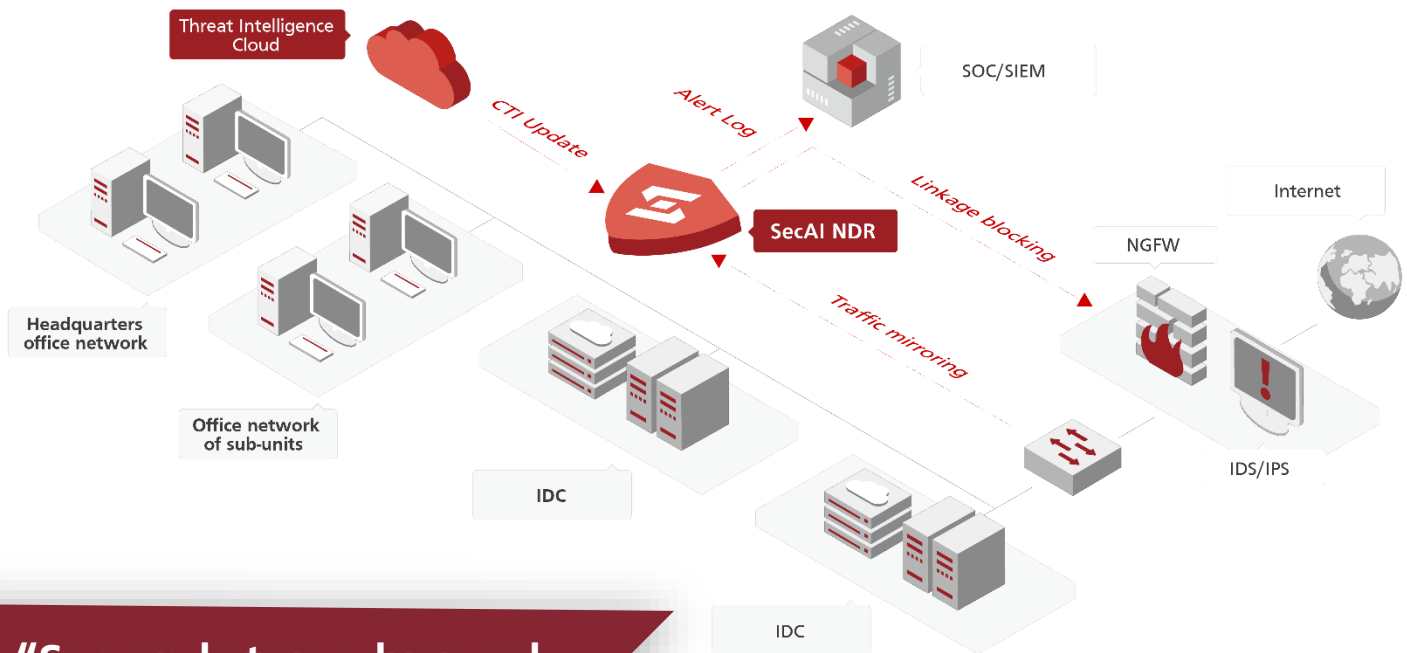 Threat Intelligence
Cloud
SOC/SIEM
CTI Update
Alert Log
Linkage blocking
Internet
SecAI NDR
NGFW
Traffic mirroring
Headquarters
office network
Office network
of sub-units
IDS/IPS
IDC
IDC